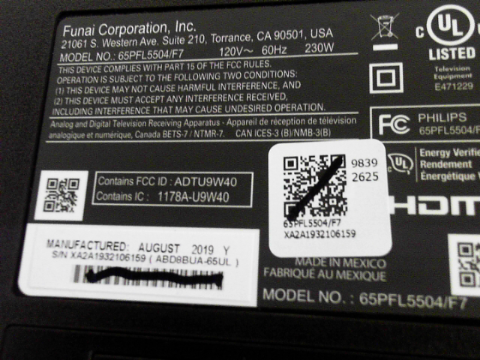 Funai Corporation, Inc.
21061 S. Western Ave. Suite 210, Torrance, CA 90501, USA
MODEL NO. : 65PFL5504/F7 120V~ 60Hz 230W
THIS DEVICE COMPLIES WITH PART 15 OF THE FCC RULES.
OPERATION IS SUBJECT TO THE FOLLOWING TWO CONDITIONS:
(1) THIS DEVICE MAY NOT CAUSE HARMFUL INTERFERENCE, AND
(2) THIS DEVICE MUST ACCEPT ANY INTERFERENCE RECEIVED,
INCLUDING INTERFERENCE THAT MAY CAUSE UNDESIRED OPERATION.
Analog and Digital Television Receiving Apparatus - Appareil de réception de télévision
analogique et numérique, Canada BETS-7 / NTMR-7. CAN ICES-3 (B)/NMB-3(B)
C UL
LISTED
Television
Equipment
E471229
FC PHILIPS
65PFL5504/F7
UL
Energy Verified
Rendement
Énergétique
HDMI
Contains FCC ID : ADTU9W40
Contains IC : 1178A-U9W40
9839
2625
65PFL5504/F7
XA2A1932106159
MANUFACTURED: AUGUST 2019 Y
S/N XA2A1932106159 ( ABD8BUA-65UL )
MADE IN MEXICO
FABRIQUÉ AU MEXIQUE
MODEL NO. : 65PFL5504/F7